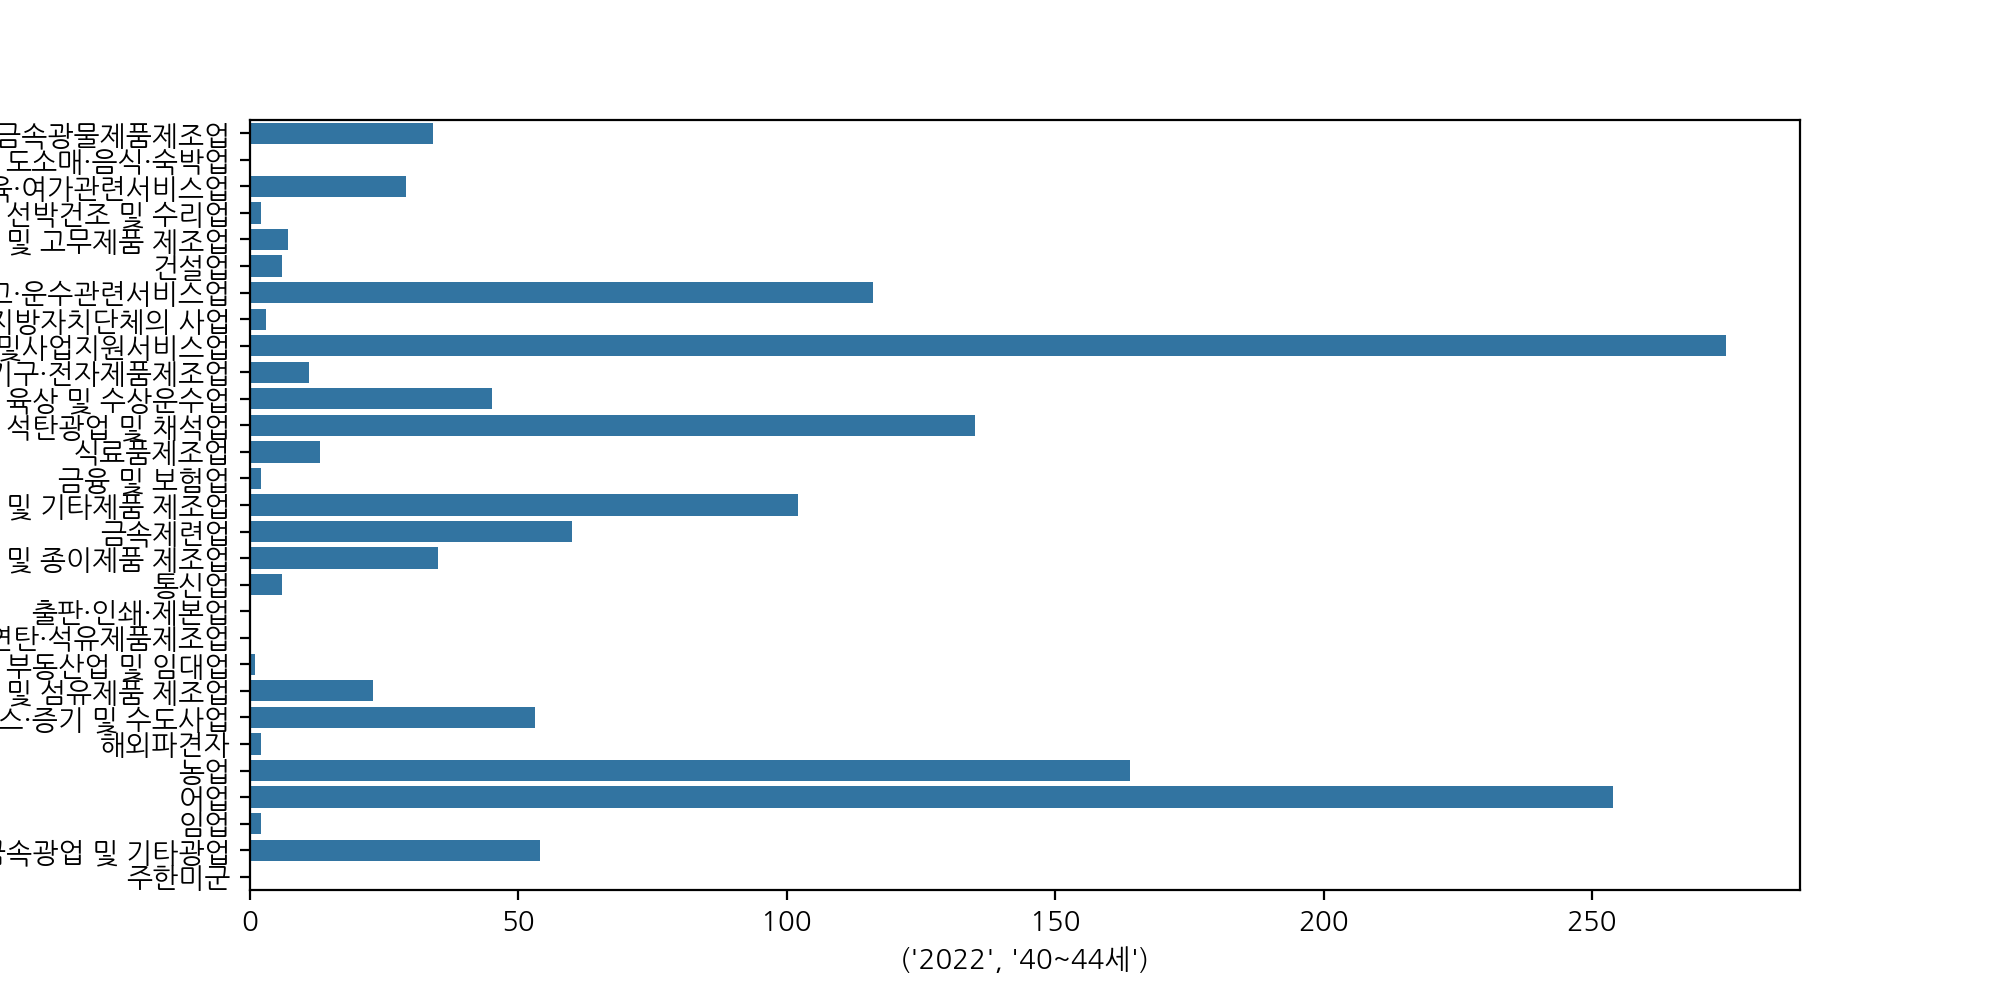 금속광물제품제조업
도소매·음식·숙박업
·여가관련서비스업
선박건조 및 수리업
및 고무제품 제조업
건설업
·운수관련서비스업
지방자치단체의 사업
및사업지원서비스업
기구·전자제품제조업
육상 및 수상운수업
석탄광업 및 채석업
식료품제조업
금융 및 보험업
및 기타제품 제조업
금속제련업
및 종이제품 제조업
통신업
출판·인쇄·제본업
연탄·석유제품제조업
부동산업 및 임대업
및 섬유제품 제조업
스·증기 및 수도사업
해외파견자
농업
어업
임업
금속광업 및 기타광업
주한미군
0 50 100 150 200 250
('2022', '40~44세')